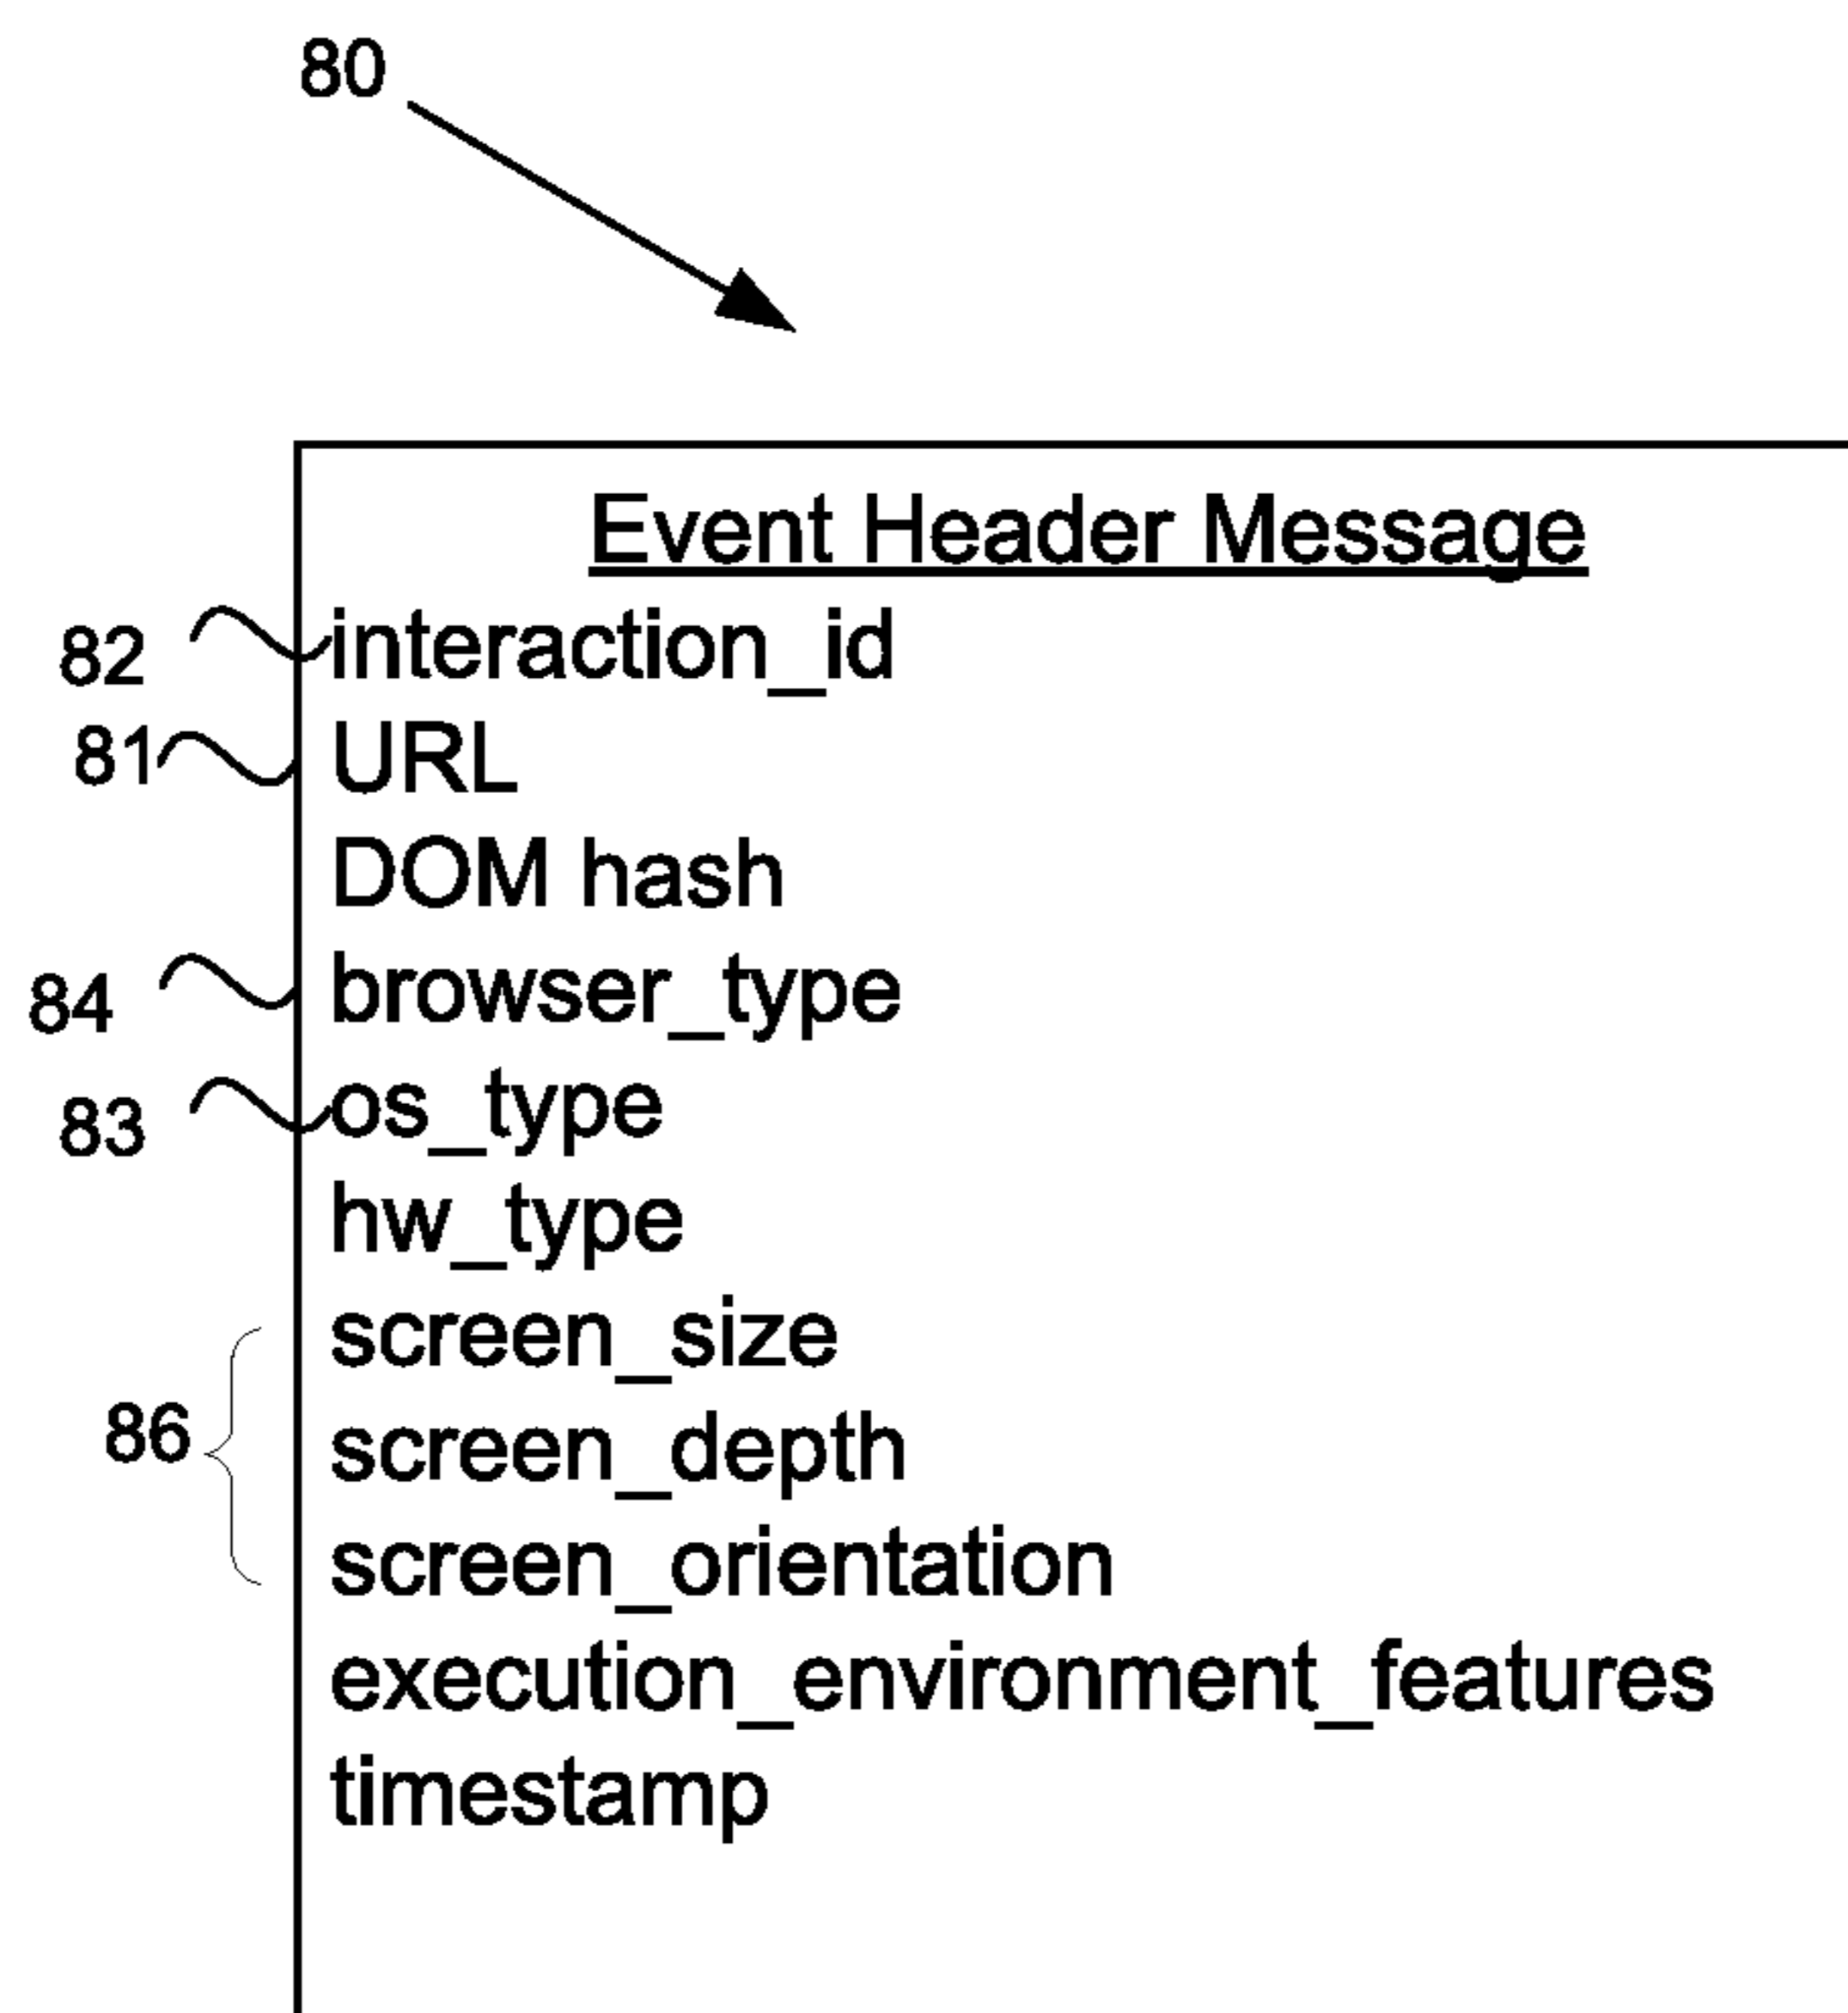 80
Event Header Message
82 interaction_id
81 URL
DOM hash
84 browser_type
83 os_type
hw_type
screen_size
86 screen_depth
screen_orientation
execution_environment_features
timestamp